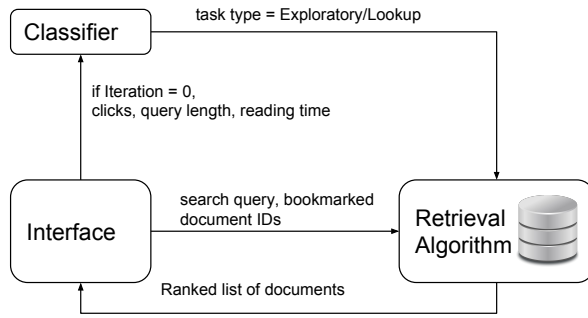 task type = Exploratory/Lookup
Classifier
if Iteration = 0,
clicks, query length, reading time
search query, bookmarked
document IDs
Interface
Retrieval
Algorithm
Ranked list of documents